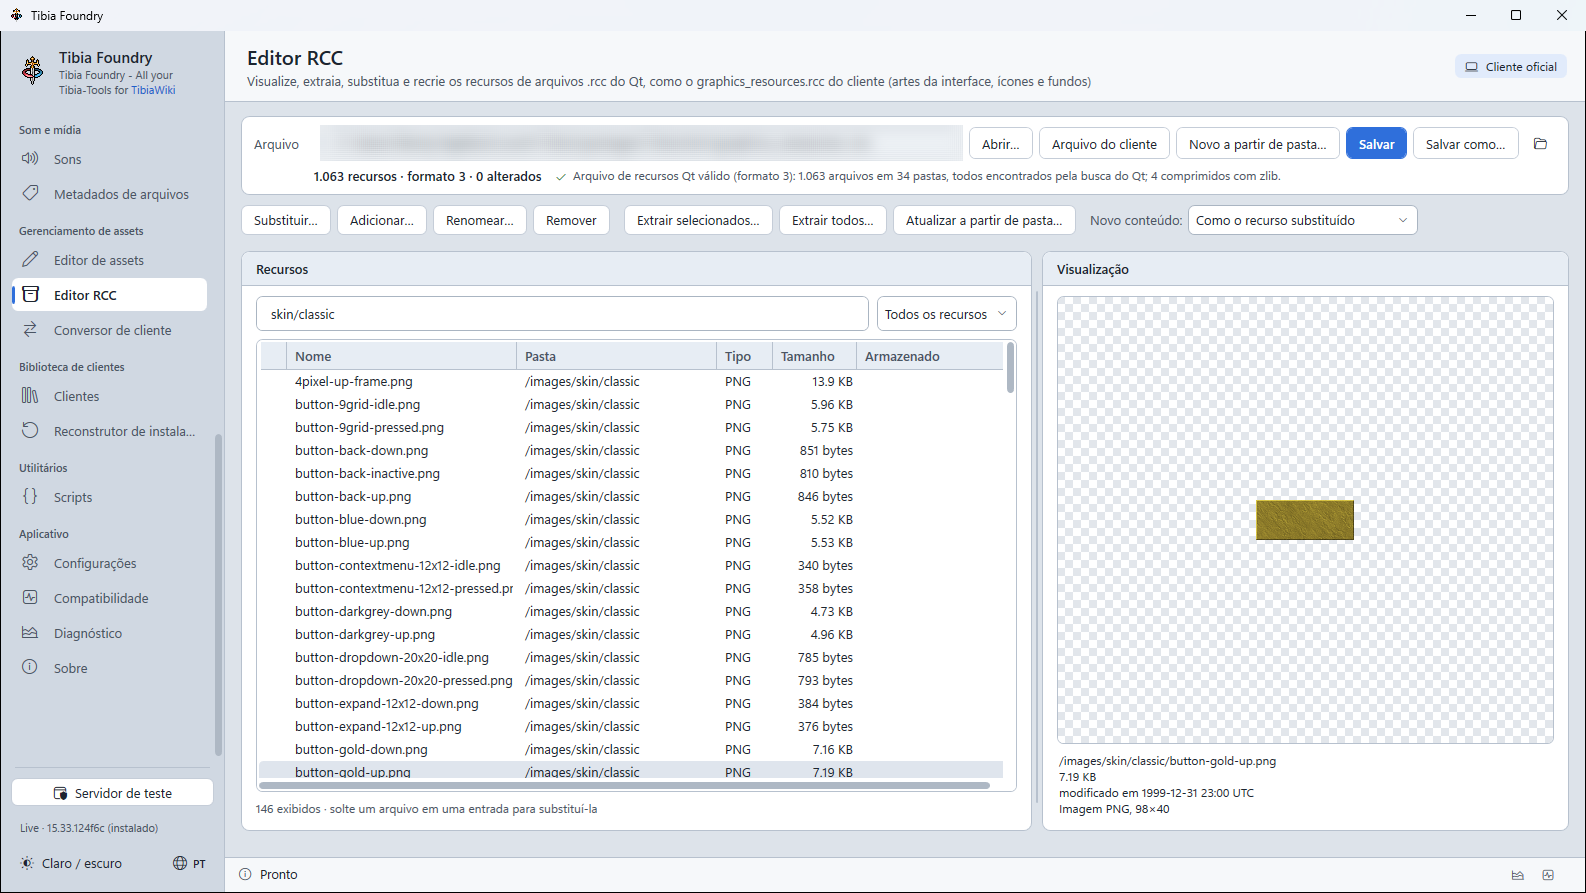 Tibia Foundry
Tibia Foundry
Tibia Foundry - All your
Tibia-Tools for TibiaWiki
Som e mídia
Sons
Metadados de arquivos
Gerenciamento de assets
Editor de assets
Editor RCC
Conversor de cliente
Biblioteca de clientes
Clientes
Reconstrutor de instala...
Utilitários
Scripts
Aplicativo
Configurações
Compatibilidade
Diagnóstico
Sobre
Servidor de teste
Live · 15.33.124f6c (instalado)
Claro / escuro PT
Editor RCC
Visualize, extraia, substitua e recrie os recursos de arquivos .rcc do Qt, como o graphics_resources.rcc do cliente (artes da interface, ícones e fundos)
Cliente oficial
Arquivo Abrir... Arquivo do cliente Novo a partir de pasta... Salvar Salvar como...
1.063 recursos · formato 3 · 0 alterados Arquivo de recursos Qt válido (formato 3): 1.063 arquivos em 34 pastas, todos encontrados pela busca do Qt; 4 comprimidos com zlib.
Substituir... Adicionar... Renomear... Remover Extrair selecionados... Extrair todos... Atualizar a partir de pasta... Novo conteúdo: Como o recurso substituído
Recursos
skin/classic Todos os recursos
Nome Pasta Tipo Tamanho Armazenado
4pixel-up-frame.png /images/skin/classic PNG 13.9 KB
button-9grid-idle.png /images/skin/classic PNG 5.96 KB
button-9grid-pressed.png /images/skin/classic PNG 5.75 KB
button-back-down.png /images/skin/classic PNG 851 bytes
button-back-inactive.png /images/skin/classic PNG 810 bytes
button-back-up.png /images/skin/classic PNG 846 bytes
button-blue-down.png /images/skin/classic PNG 5.52 KB
button-blue-up.png /images/skin/classic PNG 5.53 KB
button-contextmenu-12x12-idle.png /images/skin/classic PNG 340 bytes
button-contextmenu-12x12-pressed.pr /images/skin/classic PNG 358 bytes
button-darkgrey-down.png /images/skin/classic PNG 4.73 KB
button-darkgrey-up.png /images/skin/classic PNG 4.96 KB
button-dropdown-20x20-idle.png /images/skin/classic PNG 785 bytes
button-dropdown-20x20-pressed.png /images/skin/classic PNG 793 bytes
button-expand-12x12-down.png /images/skin/classic PNG 384 bytes
button-expand-12x12-up.png /images/skin/classic PNG 376 bytes
button-gold-down.png /images/skin/classic PNG 7.16 KB
button-gold-up.png /images/skin/classic PNG 7.19 KB
146 exibidos · solte um arquivo em uma entrada para substituí-la
Visualização
/images/skin/classic/button-gold-up.png
7.19 KB
modificado em 1999-12-31 23:00 UTC
Imagem PNG, 98×40
Pronto